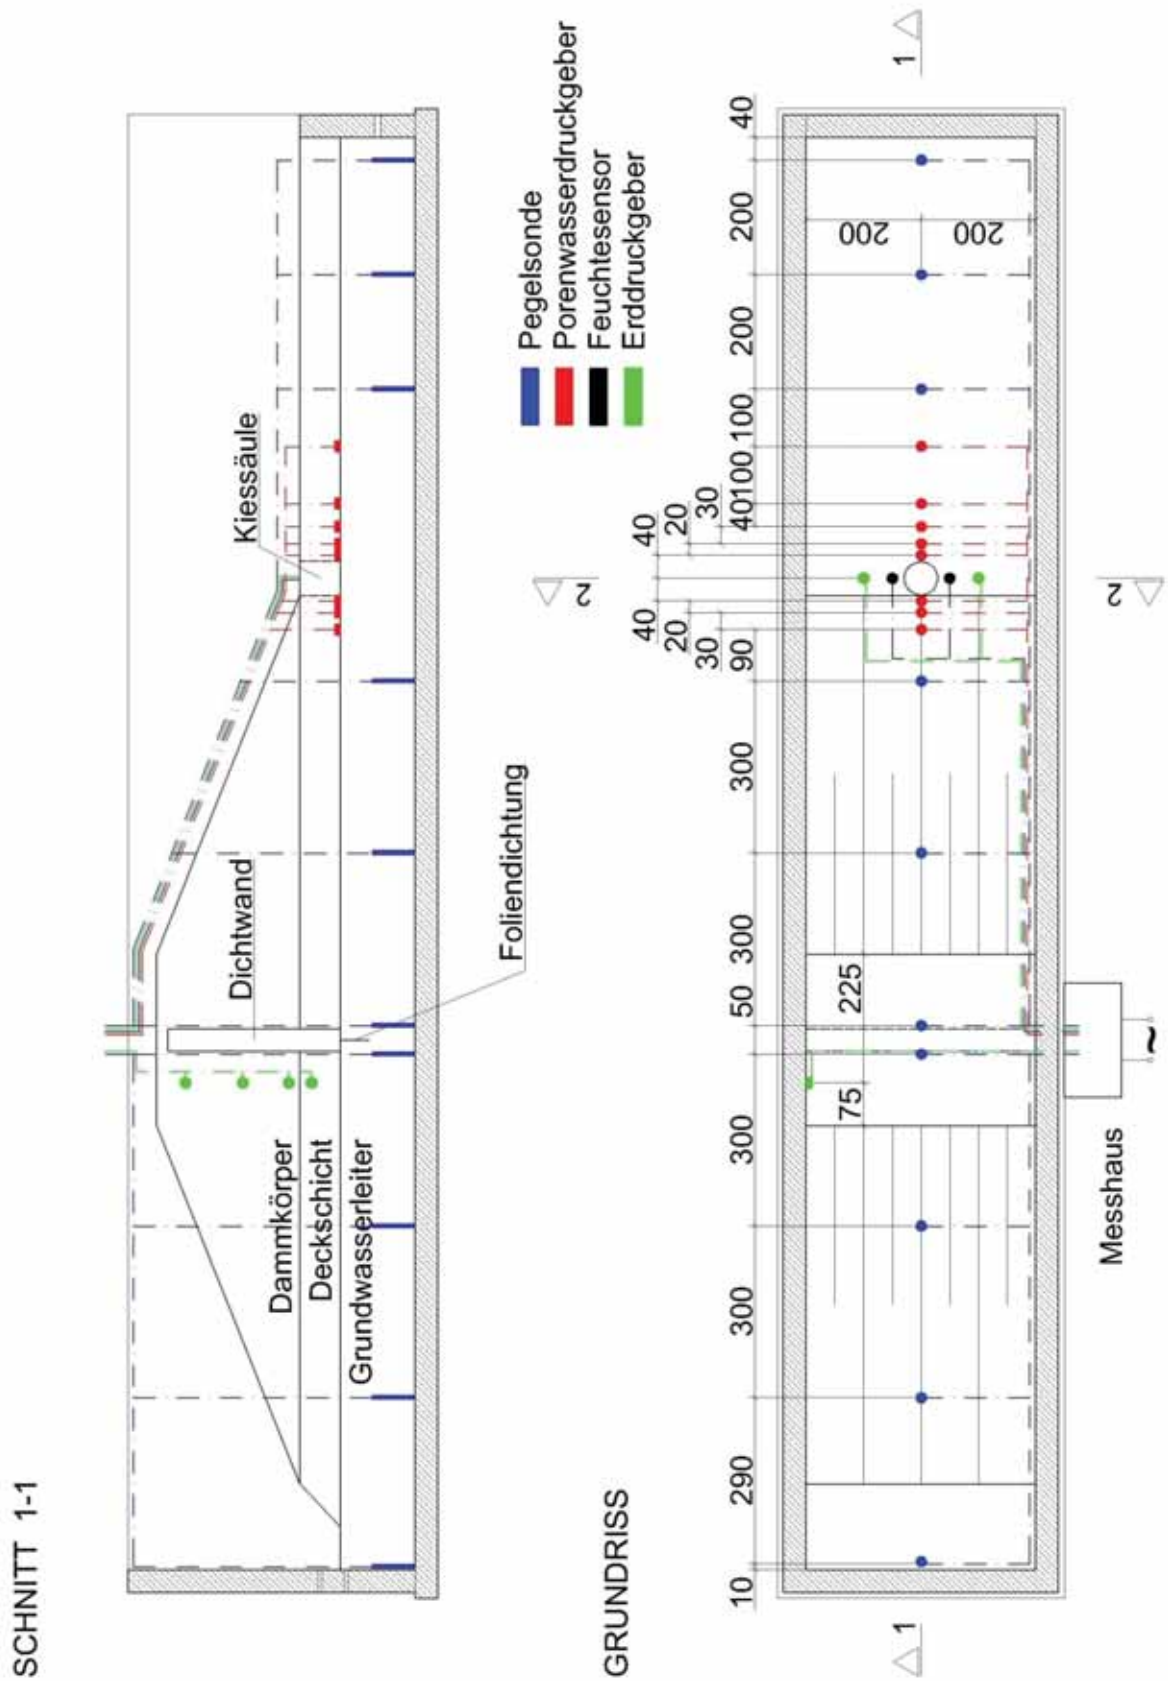 SCHNITT 1-1
Dichtwand
Kiessäule
Dammkörper
Deckschicht
Grundwasserleiter
Foliendichtung
Pegelsonde
Porenwasserdruckgeber
Feuchtesensor
Erddruckgeber
GRUNDRISS
2
40 40
20 20
30 30
10 290 300 300 50 300 300 90 40 100 100 200 200 40
75 225
200
200
1 1
2
Messhaus
~